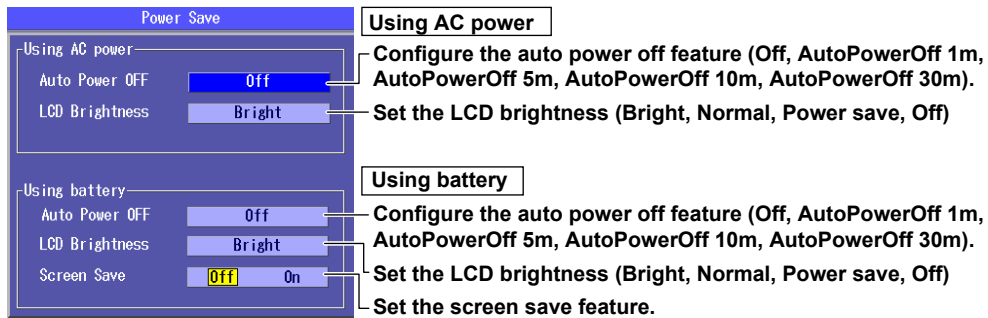 Power Save
Using AC power
Auto Power OFF Off
LCD Brightness Bright
Using battery
Auto Power OFF Off
LCD Brightness Bright
Screen Save Off On
Using AC power
Configure the auto power off feature (Off, AutoPowerOff 1m,
AutoPowerOff 5m, AutoPowerOff 10m, AutoPowerOff 30m).
Set the LCD brightness (Bright, Normal, Power save, Off)
Using battery
Configure the auto power off feature (Off, AutoPowerOff 1m,
AutoPowerOff 5m, AutoPowerOff 10m, AutoPowerOff 30m).
Set the LCD brightness (Bright, Normal, Power save, Off)
Set the screen save feature.